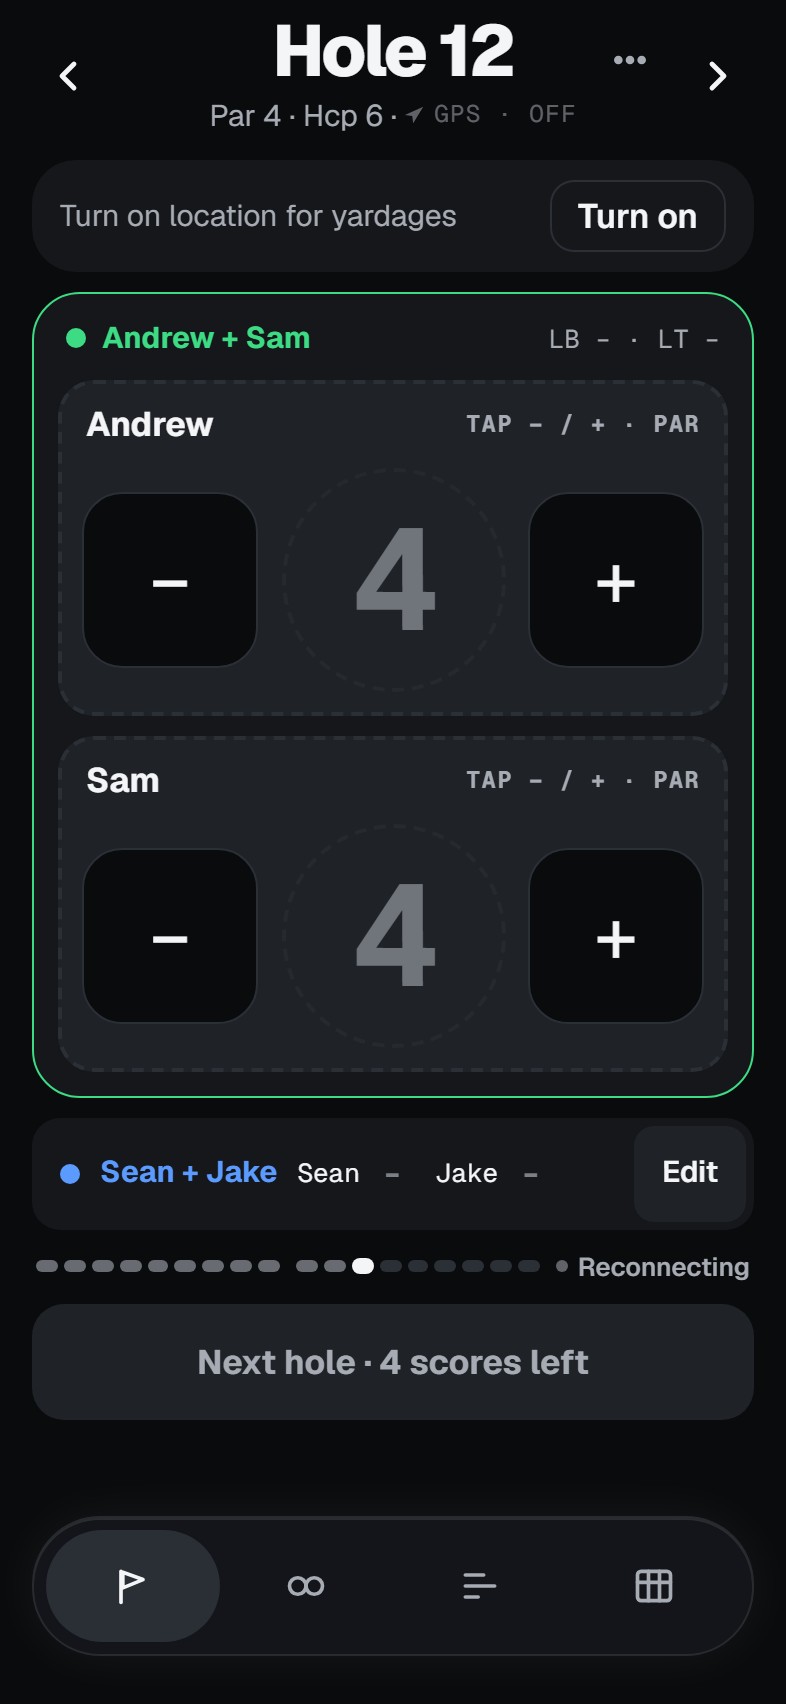 Hole 12
•••
Par 4 · Hcp 6 · GPS · OFF
Turn on location for yardages
Turn on
Andrew + Sam
LB – · LT –
Andrew
TAP – / + · PAR
– 4 +
Sam
TAP – / + · PAR
– 4 +
Sean + Jake Sean – Jake – Edit
Reconnecting
Next hole · 4 scores left